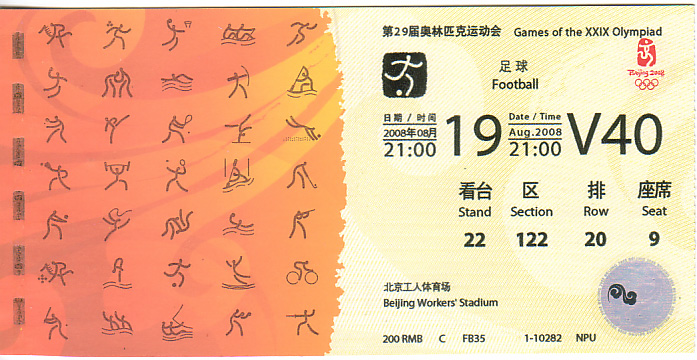 第29届奥林匹克运动会 Games of the XXIX Olympiad
Beijing 2008
足球
Football
日期 / 时间
2008年08月
21:00
19
Date / Time
Aug.2008
21:00
V40
看台 区 排 座席
Stand Section Row Seat
22 122 20 9
北京工人体育场
Beijing Workers' Stadium
200 RMB C FB35 1-10282 NPU